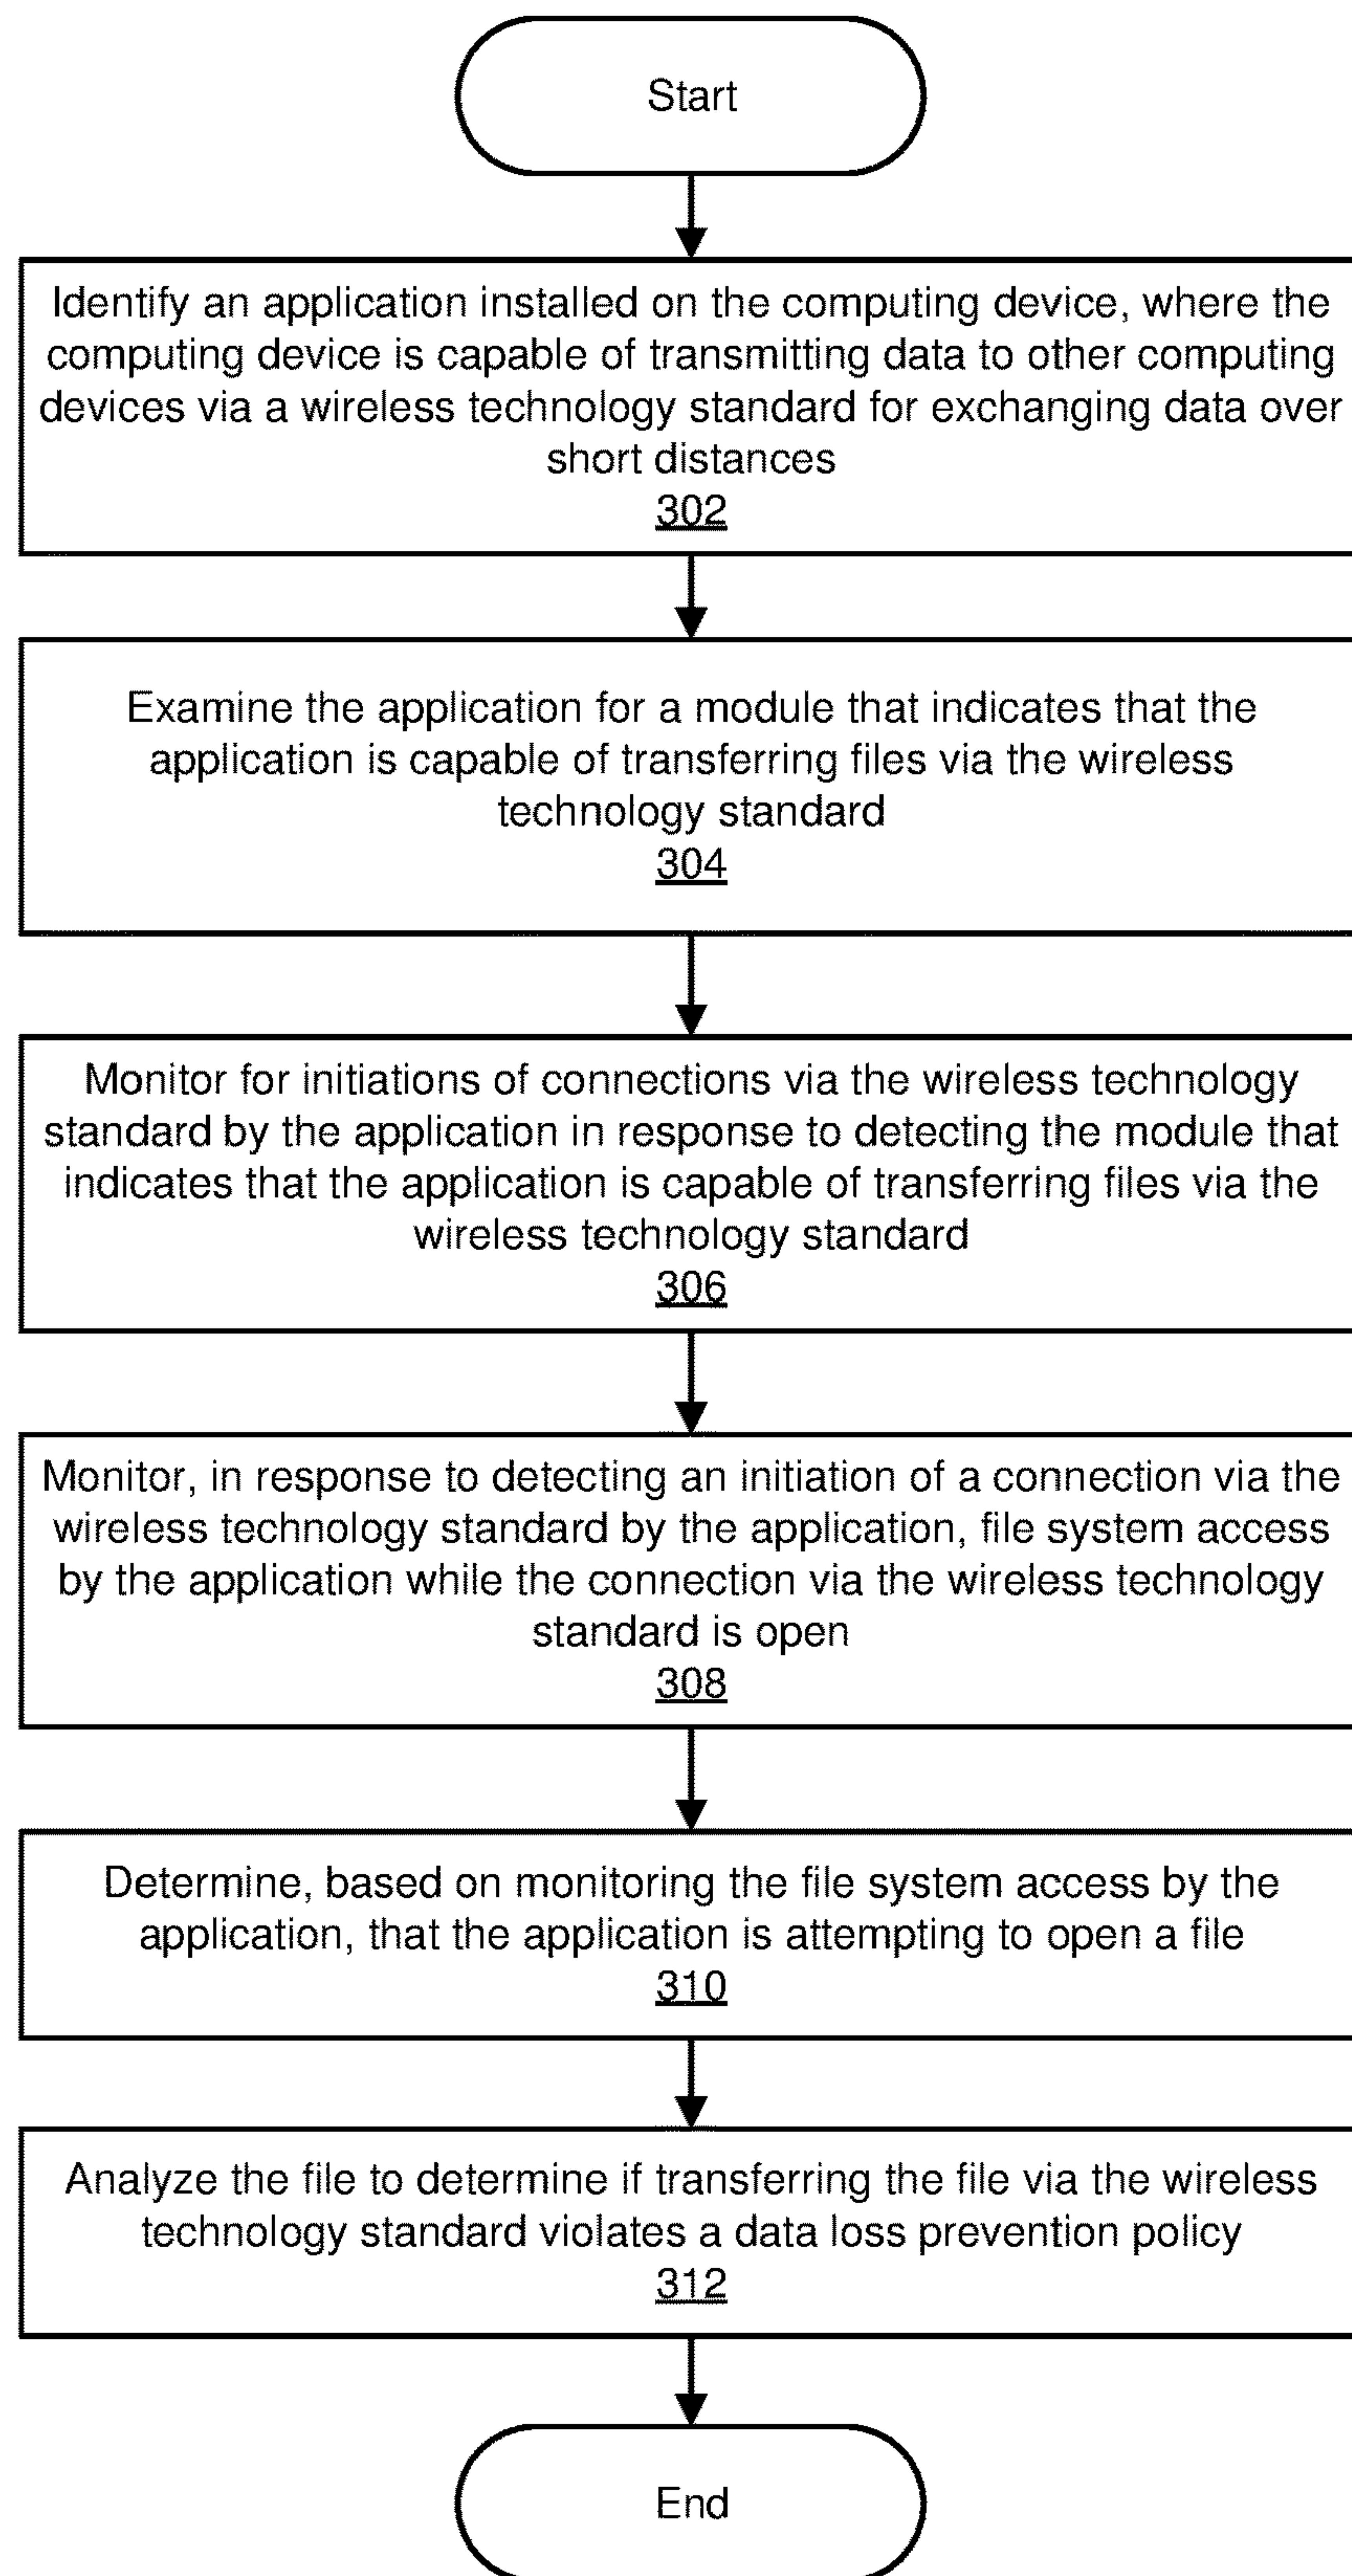 Start
Identify an application installed on the computing device, where the
computing device is capable of transmitting data to other computing
devices via a wireless technology standard for exchanging data over
short distances
302
Examine the application for a module that indicates that the
application is capable of transferring files via the wireless
technology standard
304
Monitor for initiations of connections via the wireless technology
standard by the application in response to detecting the module that
indicates that the application is capable of transferring files via the
wireless technology standard
306
Monitor, in response to detecting an initiation of a connection via the
wireless technology standard by the application, file system access
by the application while the connection via the wireless technology
standard is open
308
Determine, based on monitoring the file system access by the
application, that the application is attempting to open a file
310
Analyze the file to determine if transferring the file via the wireless
technology standard violates a data loss prevention policy
312
End